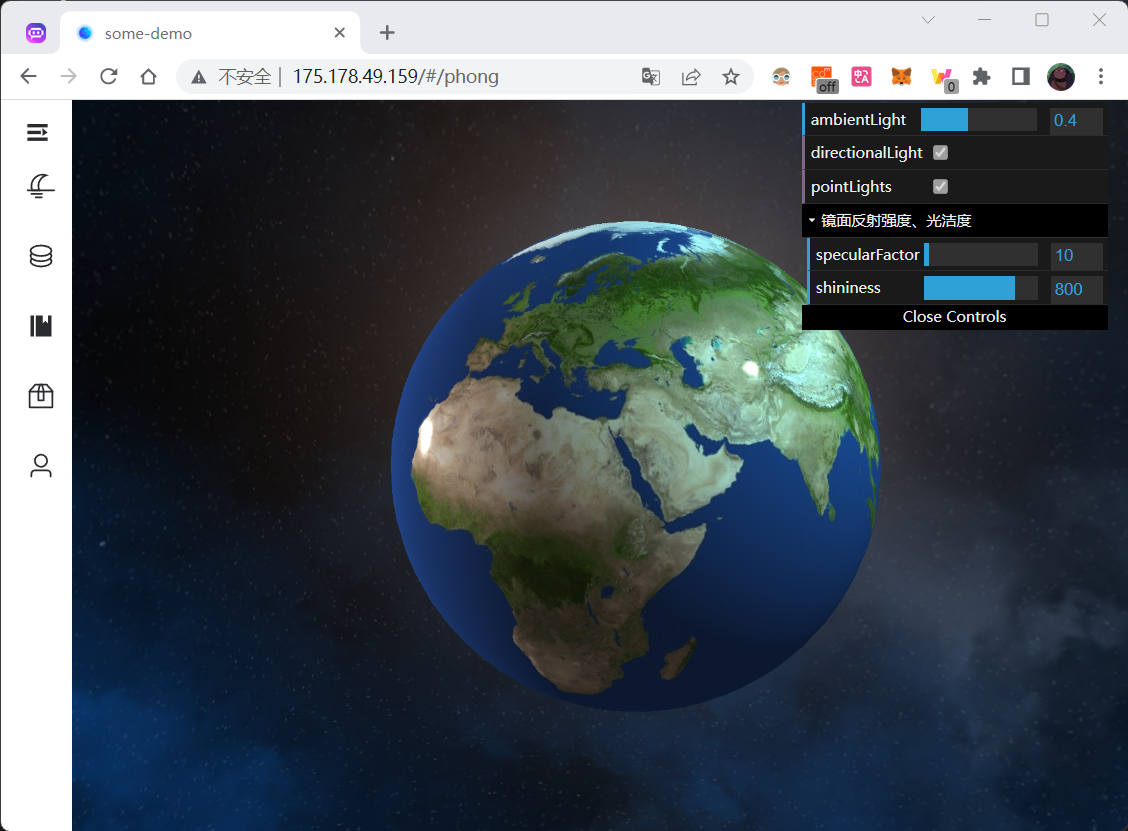 some-demo
不安全 175.178.49.159/#/phong
off
0
ambientLight 0.4
directionalLight
pointLights
镜面反射强度、光洁度
specularFactor 10
shininess 800
Close Controls